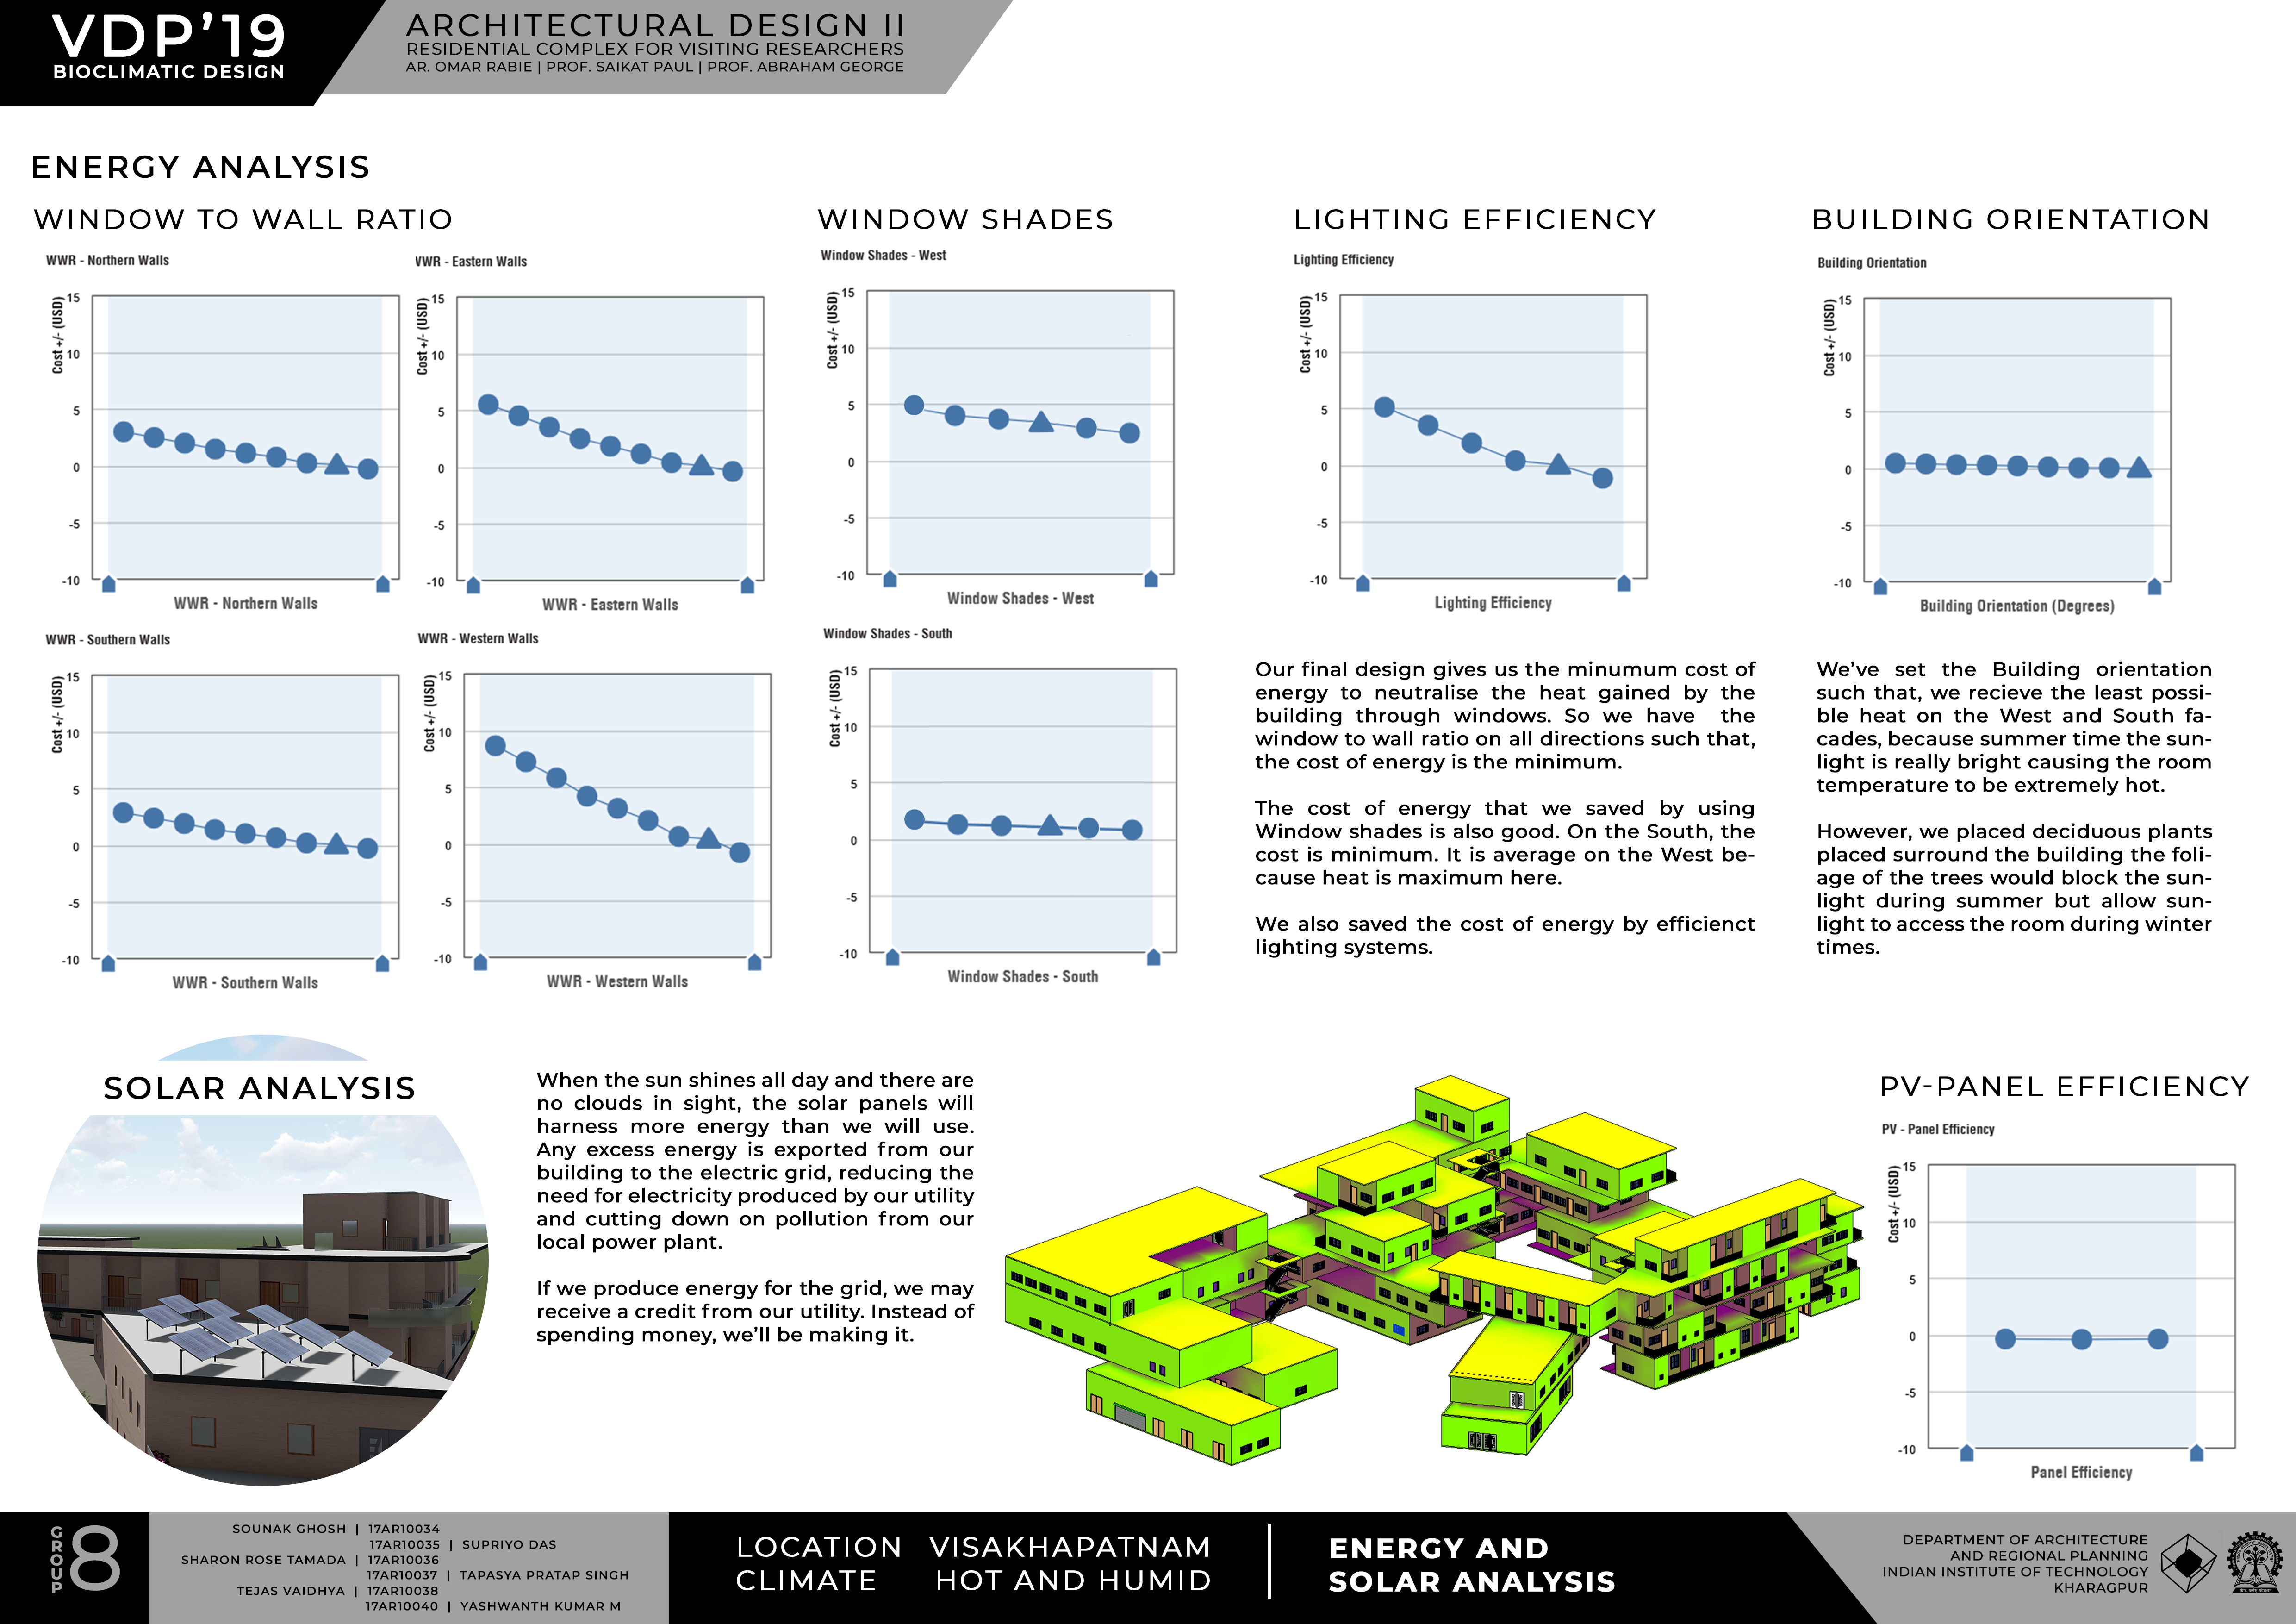 VDP'19
BIOCLIMATIC DESIGN
ARCHITECTURAL DESIGN II
RESIDENTIAL COMPLEX FOR VISITING RESEARCHERS
AR. OMAR RABIE | PROF. SAIKAT PAUL | PROF. ABRAHAM GEORGE
ENERGY ANALYSIS
WINDOW TO WALL RATIO
WWR - Northern Walls
Cost +/- (USD)
15
10
5
0
-5
-10
WWR - Northern Walls
WWR - Eastern Walls
Cost +/- (USD)
15
10
5
0
-5
-10
WWR - Eastern Walls
WWR - Southern Walls
Cost +/- (USD)
15
10
5
0
-5
-10
WWR - Southern Walls
WWR - Western Walls
Cost +/- (USD)
15
10
5
0
-5
-10
WWR - Western Walls
WINDOW SHADES
Window Shades - West
Cost +/- (USD)
15
10
5
0
-5
-10
Window Shades - West
Window Shades - South
Cost +/- (USD)
15
10
5
0
-5
-10
Window Shades - South
LIGHTING EFFICIENCY
Lighting Efficiency
Cost +/- (USD)
15
10
5
0
-5
-10
Lighting Efficiency
Our final design gives us the minumum cost of
energy to neutralise the heat gained by the
building through windows. So we have the
window to wall ratio on all directions such that,
the cost of energy is the minimum.
The cost of energy that we saved by using
Window shades is also good. On the South, the
cost is minimum. It is average on the West be-
cause heat is maximum here.
We also saved the cost of energy by efficienct
lighting systems.
BUILDING ORIENTATION
Building Orientation
Cost +/- (USD)
15
10
5
0
-5
-10
Building Orientation (Degrees)
We've set the Building orientation
such that, we recieve the least possi-
ble heat on the West and South fa-
cades, because summer time the sun-
light is really bright causing the room
temperature to be extremely hot.
However, we placed deciduous plants
placed surround the building the foli-
age of the trees would block the sun-
light during summer but allow sun-
light to access the room during winter
times.
SOLAR ANALYSIS
When the sun shines all day and there are
no clouds in sight, the solar panels will
harness more energy than we will use.
Any excess energy is exported from our
building to the electric grid, reducing the
need for electricity produced by our utility
and cutting down on pollution from our
local power plant.
If we produce energy for the grid, we may
receive a credit from our utility. Instead of
spending money, we'll be making it.
PV-PANEL EFFICIENCY
PV - Panel Efficiency
Cost +/- (USD)
15
10
5
0
-5
-10
Panel Efficiency
GROUP
8
SOUNAK GHOSH | 17AR10034
17AR10035 | SUPRIYO DAS
SHARON ROSE TAMADA | 17AR10036
17AR10037 | TAPASYA PRATAP SINGH
TEJAS VAIDHYA | 17AR10038
17AR10040 | YASHWANTH KUMAR M
LOCATION VISAKHAPATNAM
CLIMATE HOT AND HUMID
ENERGY AND
SOLAR ANALYSIS
DEPARTMENT OF ARCHITECTURE
AND REGIONAL PLANNING
INDIAN INSTITUTE OF TECHNOLOGY
KHARAGPUR